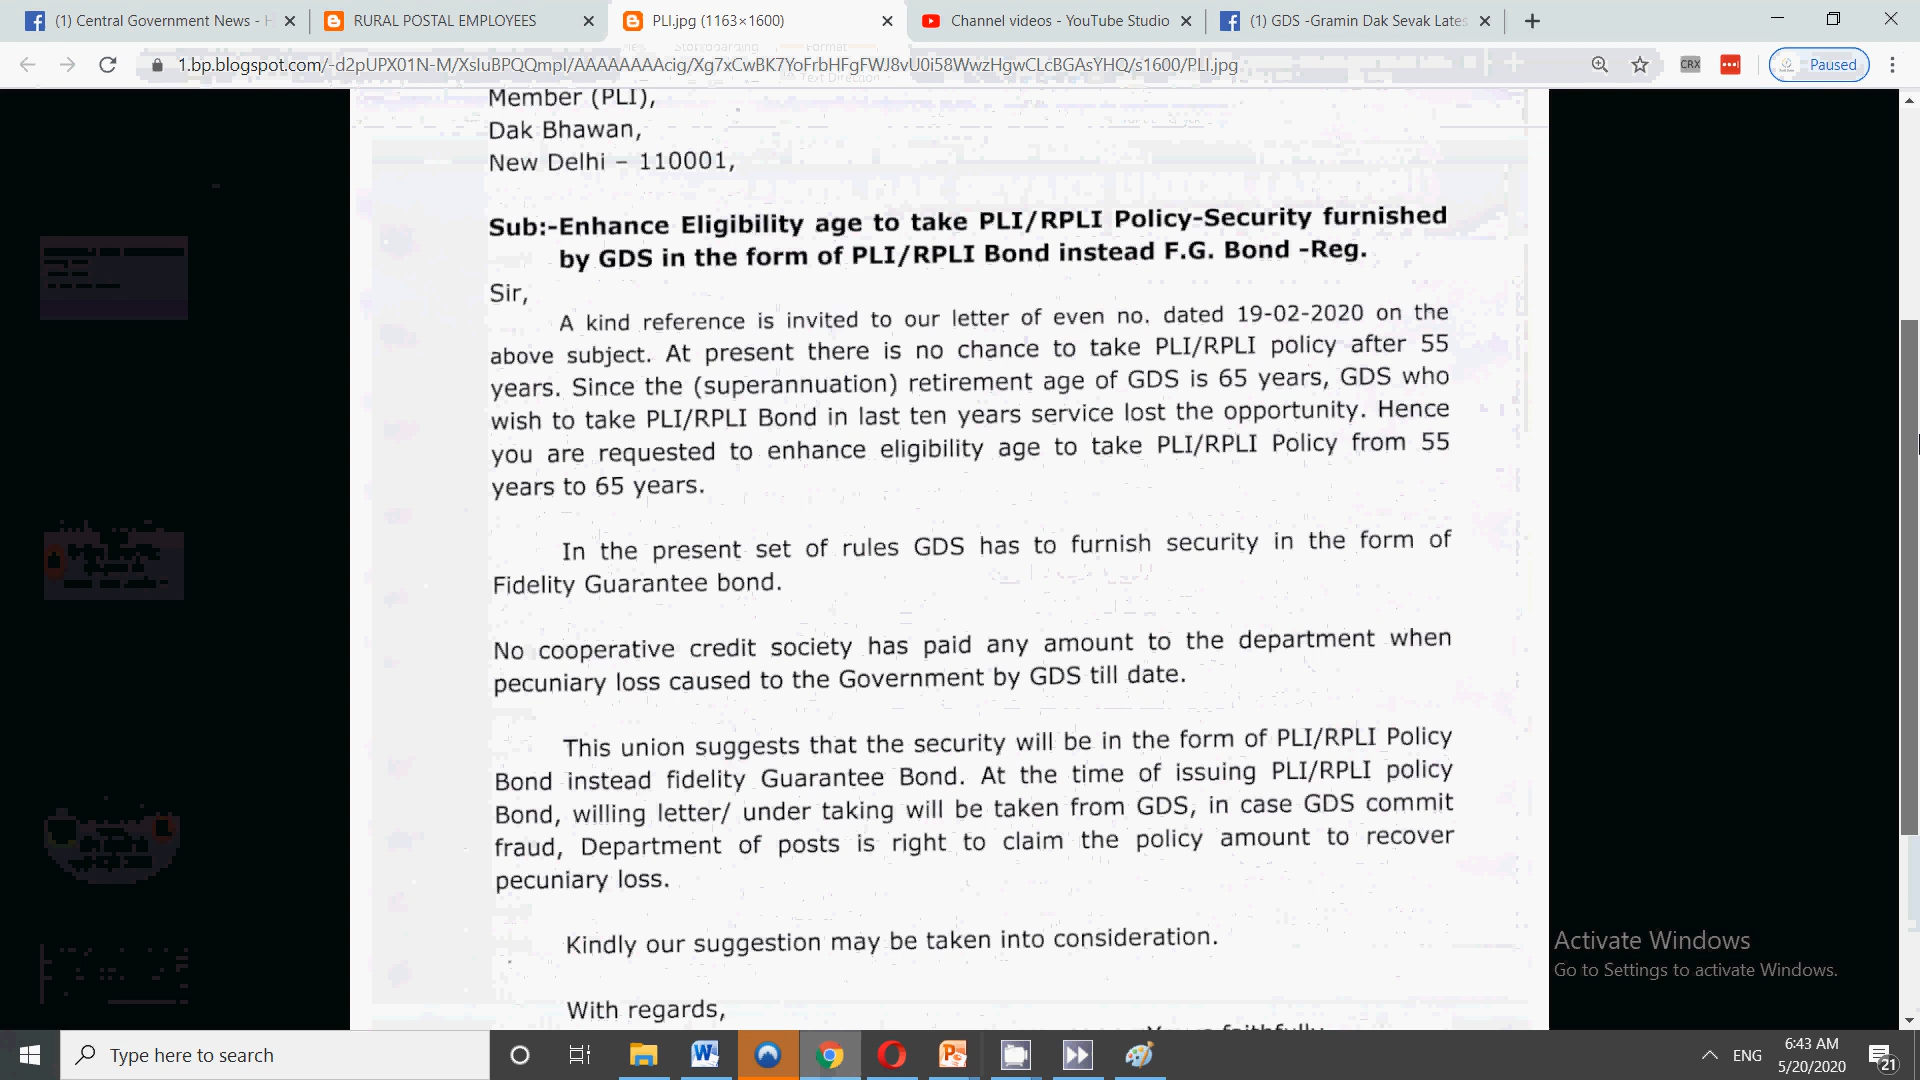 (1) Central Government News - H
RURAL POSTAL EMPLOYEES
PLI.jpg (1163×1600)
Channel videos - YouTube Studio
(1) GDS -Gramin Dak Sevak Lates
CRX
Paused
Member (PLI),
Dak Bhawan,
New Delhi – 110001,
Sub:-Enhance Eligibility age to take PLI/RPLI Policy-Security furnished
by GDS in the form of PLI/RPLI Bond instead F.G. Bond -Reg.
Sir,
A kind reference is invited to our letter of even no. dated 19-02-2020 on the
above subject. At present there is no chance to take PLI/RPLI policy after 55
years. Since the (superannuation) retirement age of GDS is 65 years, GDS who
wish to take PLI/RPLI Bond in last ten years service lost the opportunity. Hence
you are requested to enhance eligibility age to take PLI/RPLI Policy from 55
years to 65 years.
In the present set of rules GDS has to furnish security in the form of
Fidelity Guarantee bond.
No cooperative credit society has paid any amount to the department when
pecuniary loss caused to the Government by GDS till date.
This union suggests that the security will be in the form of PLI/RPLI Policy
Bond instead fidelity Guarantee Bond. At the time of issuing PLI/RPLI policy
Bond, willing letter/ under taking will be taken from GDS, in case GDS commit
fraud, Department of posts is right to claim the policy amount to recover
pecuniary loss.
Kindly our suggestion may be taken into consideration.
With regards,
Yours faithfully
Activate Windows
Go to Settings to activate Windows.
Type here to search
ENG
6:43 AM
5/20/2020
21